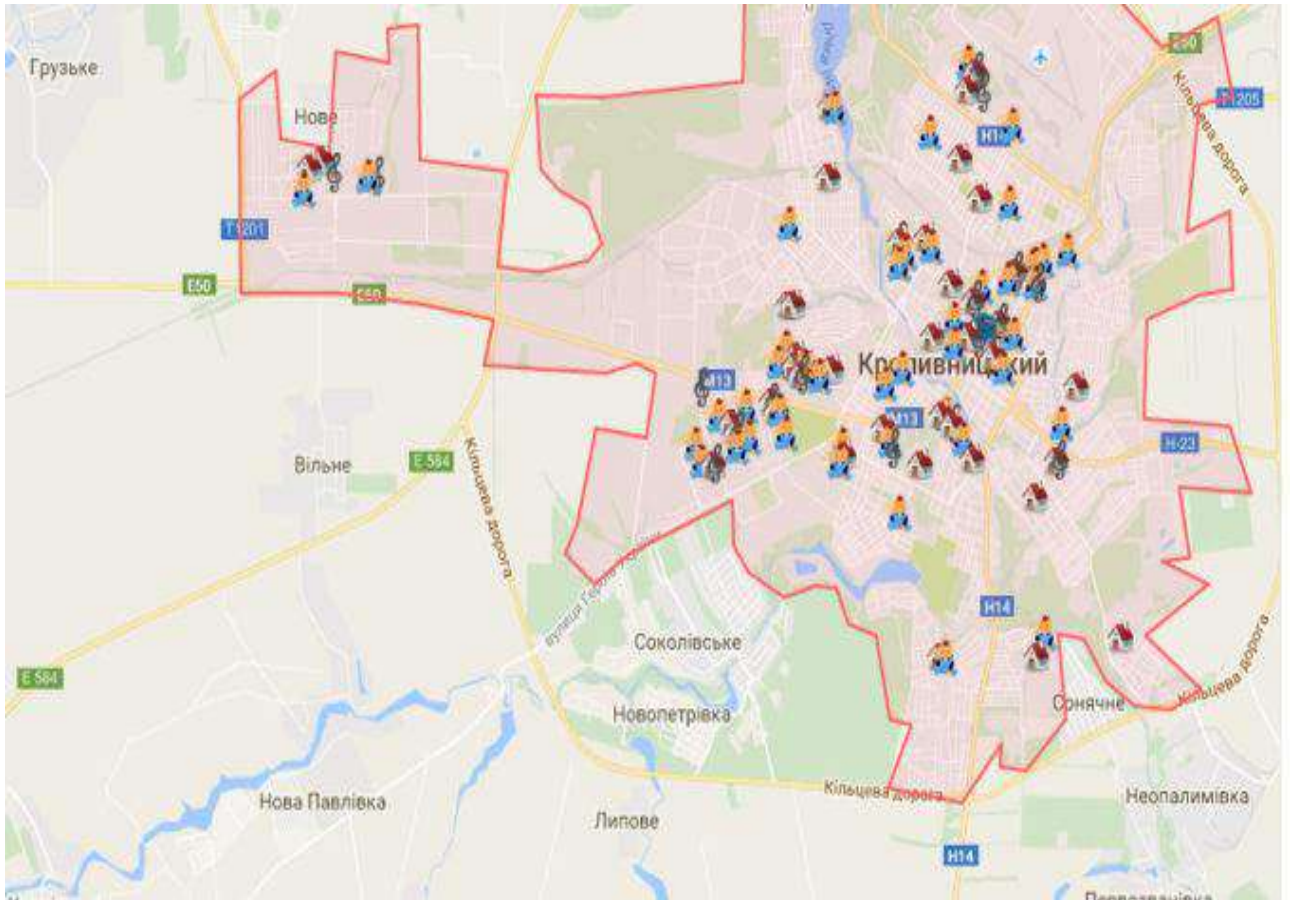 Грузьке
Нове
E50
T1205
Кільцева дорога
H14
T1201
E50
E50
Кропивницький
M13
M13
H-23
Вільне
E 584
Кільцева дорога
H14
Соколівське
E 584
Новопетрівка
Сонячне
Кільцева дорога
Нова Павлівка
Кільцева дорога
Неопалимівка
Липове
H14